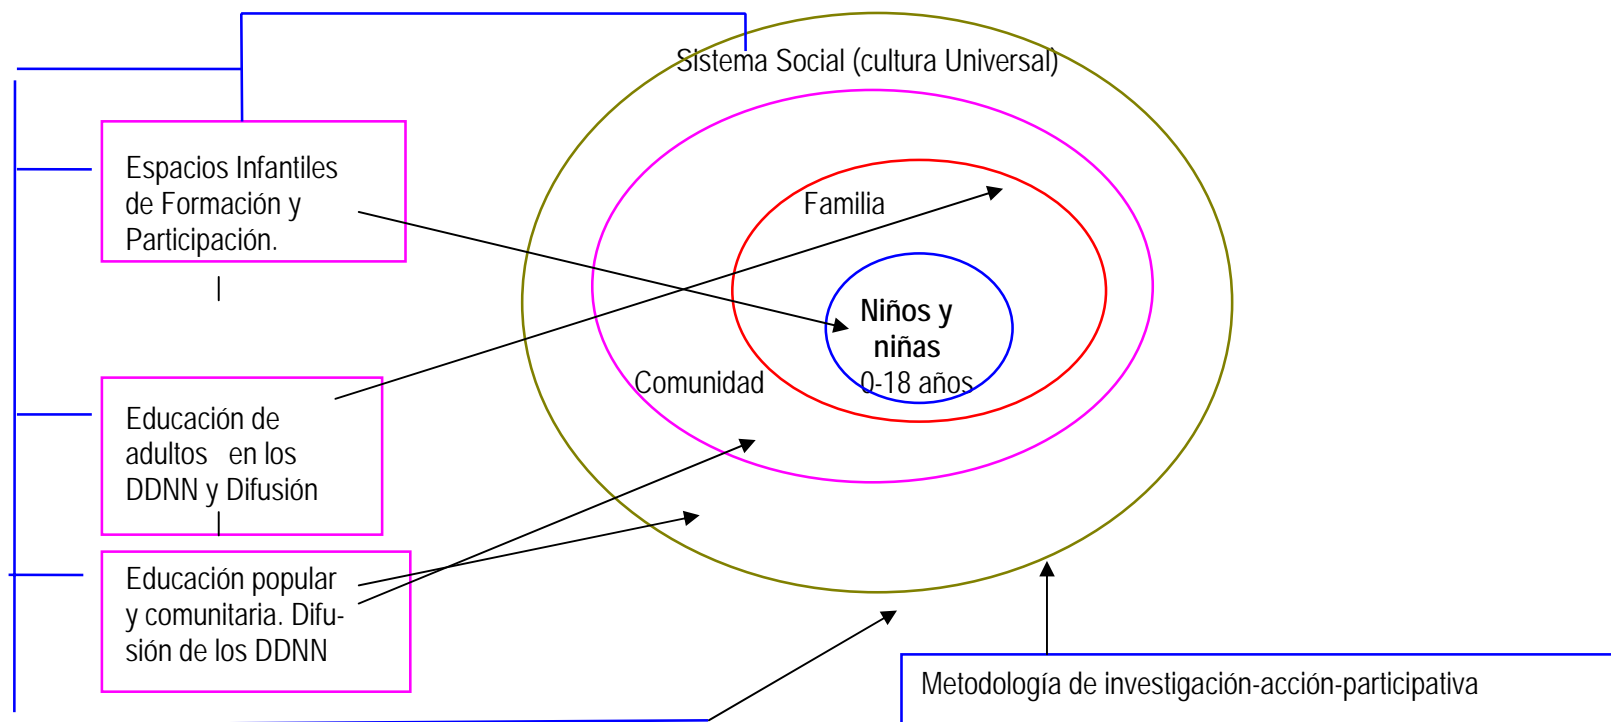 Sistema Social (cultura Universal)
Espacios Infantiles
de Formación y
Participación.
Familia
Niños y
niñas
0-18 años
Comunidad
Educación de
adultos en los
DDNN y Difusión
Educación popular
y comunitaria. Difu-
sión de los DDNN
Metodología de investigación-acción-participativa